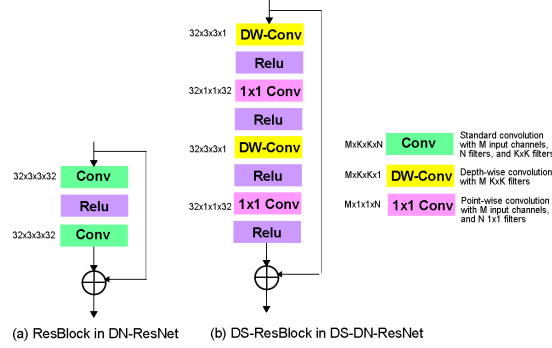 32x3x3x32
Conv
Relu
32x3x3x32
Conv
(a) ResBlock in DN-ResNet
32x3x3x1
DW-Conv
Relu
32x1x1x32
1x1 Conv
Relu
32x3x3x1
DW-Conv
Relu
32x1x1x32
1x1 Conv
Relu
(b) DS-ResBlock in DS-DN-ResNet
MxKxKxN
Conv
Standard convolution
with M input channels,
N filters, and KxK filters
MxKxKx1
DW-Conv
Depth-wise convolution
with M KxK filters
Mx1x1xN
1x1 Conv
Point-wise convolution
with M input channels,
and N 1x1 filters